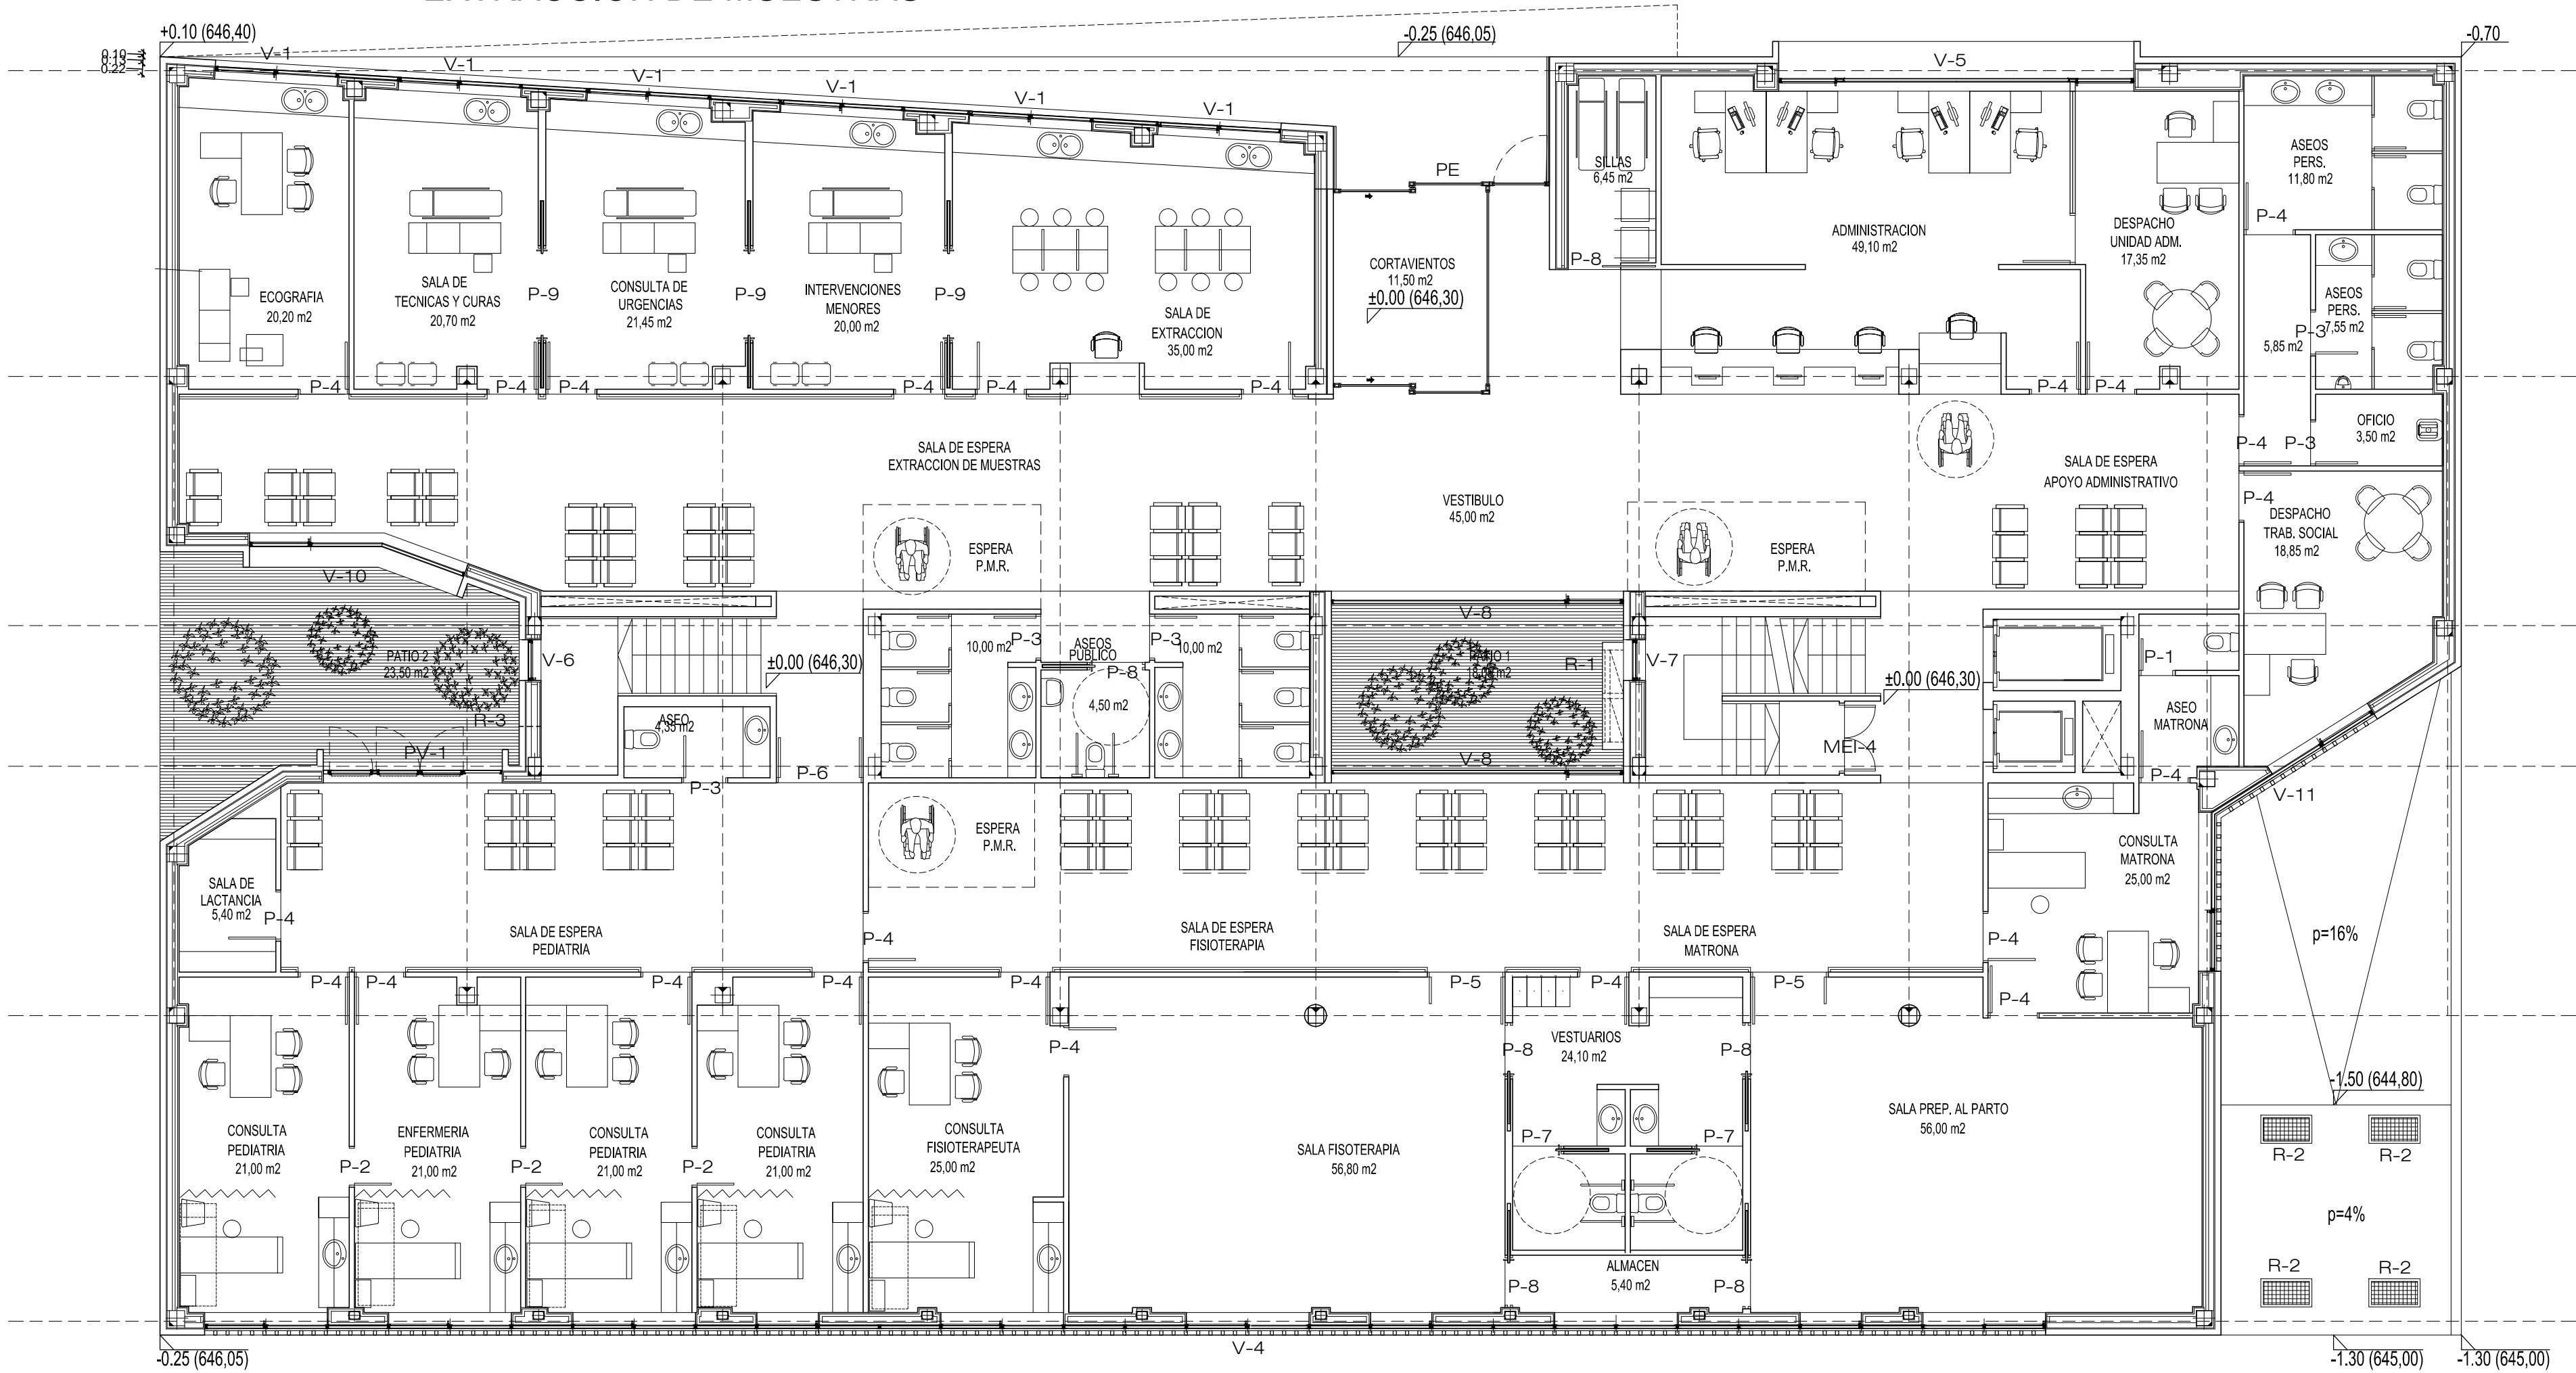 +0.10 (646,40)
-0.25 (646,05)
-0.70
0.10
0.13
0.22
V-1
V-1
V-1
V-1
V-1
V-1
V-5
PE
SILLAS
6,45 m2
P-8
ADMINISTRACION
49,10 m2
DESPACHO
UNIDAD ADM.
17,35 m2
ASEOS
PERS.
11,80 m2
P-4
ASEOS
PERS.
7,55 m2
P-3
5,85 m2
ECOGRAFIA
20,20 m2
SALA DE
TECNICAS Y CURAS
20,70 m2
P-9
CONSULTA DE
URGENCIAS
21,45 m2
P-9
INTERVENCIONES
MENORES
20,00 m2
P-9
SALA DE
EXTRACCION
35,00 m2
CORTAVIENTOS
11,50 m2
±0.00 (646,30)
P-4
P-4
P-4
P-4
P-4
P-4
P-4
P-4
OFICIO
3,50 m2
P-4
P-3
SALA DE ESPERA
EXTRACCION DE MUESTRAS
VESTIBULO
45,00 m2
SALA DE ESPERA
APOYO ADMINISTRATIVO
P-4
DESPACHO
TRAB. SOCIAL
18,85 m2
ESPERA
P.M.R.
ESPERA
P.M.R.
V-10
PATIO 2
23,50 m2
V-6
R-3
PV-1
±0.00 (646,30)
ASEO
4,35 m2
P-3
P-6
10,00 m2
P-3
ASEOS
PUBLICO
P-8
P-3
10,00 m2
4,50 m2
V-8
PATIO 1
R-1
V-8
V-7
±0.00 (646,30)
MEI-4
P-1
ASEO
MATRONA
P-4
V-11
SALA DE
LACTANCIA
5,40 m2
P-4
SALA DE ESPERA
PEDIATRIA
ESPERA
P.M.R.
P-4
SALA DE ESPERA
FISIOTERAPIA
SALA DE ESPERA
MATRONA
CONSULTA
MATRONA
25,00 m2
P-4
P-4
p=16%
P-4
P-4
P-4
P-4
P-4
P-5
P-4
P-5
P-4
VESTUARIOS
24,10 m2
P-8
P-8
-1.50 (644,80)
CONSULTA
PEDIATRIA
21,00 m2
P-2
ENFERMERIA
PEDIATRIA
21,00 m2
P-2
CONSULTA
PEDIATRIA
21,00 m2
P-2
CONSULTA
PEDIATRIA
21,00 m2
CONSULTA
FISIOTERAPEUTA
25,00 m2
SALA FISOTERAPIA
56,80 m2
P-7
P-7
SALA PREP. AL PARTO
56,00 m2
R-2
R-2
p=4%
ALMACEN
5,40 m2
P-8
P-8
R-2
R-2
V-4
-0.25 (646,05)
-1.30 (645,00)
-1.30 (645,00)